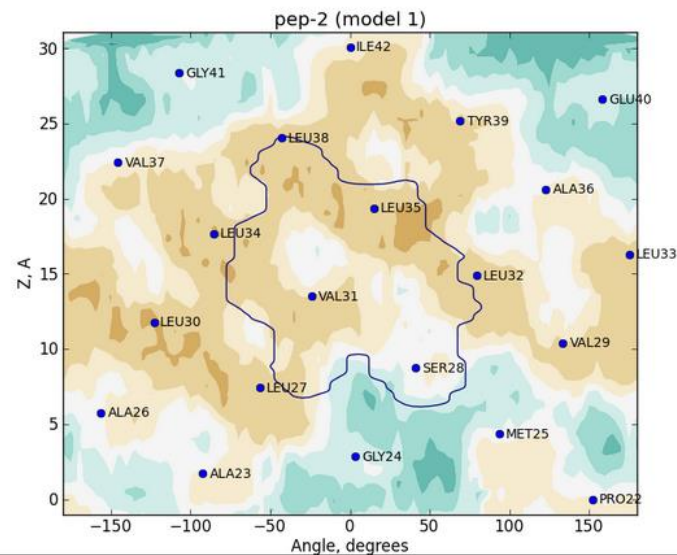 pep-2 (model 1)
30
ILE42
GLY41
GLU40
25
TYR39
LEU38
VAL37
ALA36
20
LEU35
LEU34
LEU33
Z, A
15
LEU32
VAL31
LEU30
10
VAL29
SER28
LEU27
ALA26
5
MET25
GLY24
ALA23
0
PRO22
−150 −100 −50 0 50 100 150
Angle, degrees